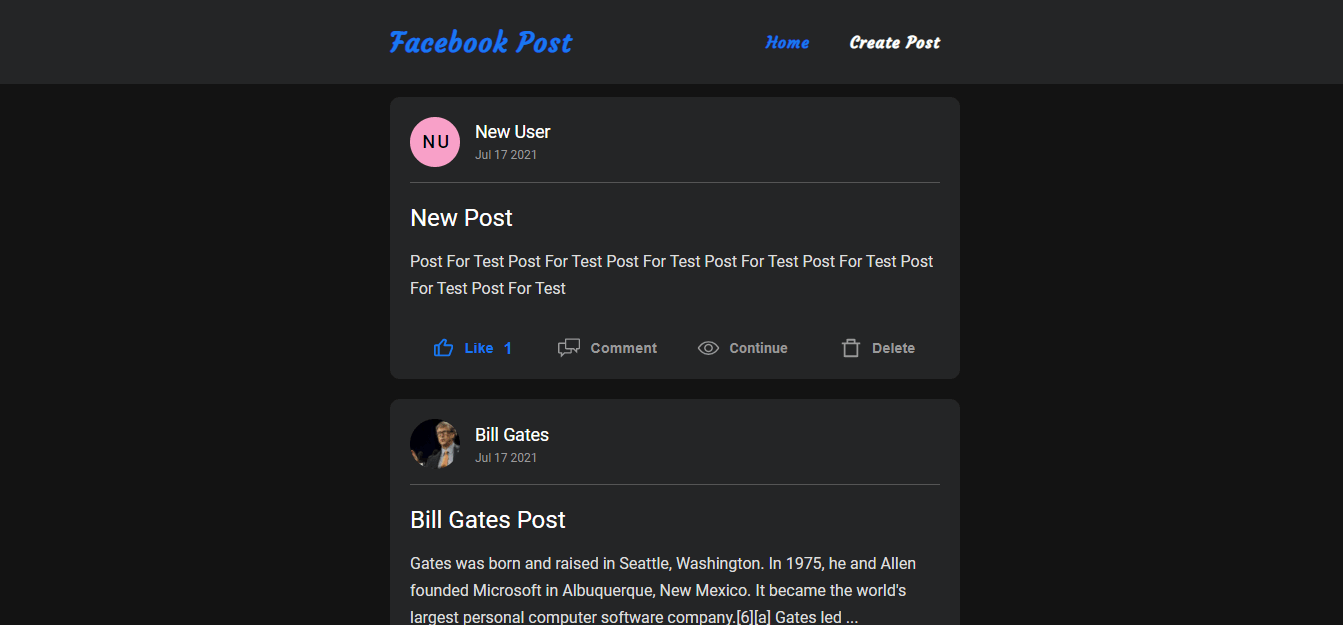 Facebook Post
Home
Create Post
NU
New User
Jul 17 2021
New Post
Post For Test Post For Test Post For Test Post For Test Post For Test Post
For Test Post For Test
Like 1
Comment
Continue
Delete
Bill Gates
Jul 17 2021
Bill Gates Post
Gates was born and raised in Seattle, Washington. In 1975, he and Allen
founded Microsoft in Albuquerque, New Mexico. It became the world's
largest personal computer software company.[6][a] Gates led ...